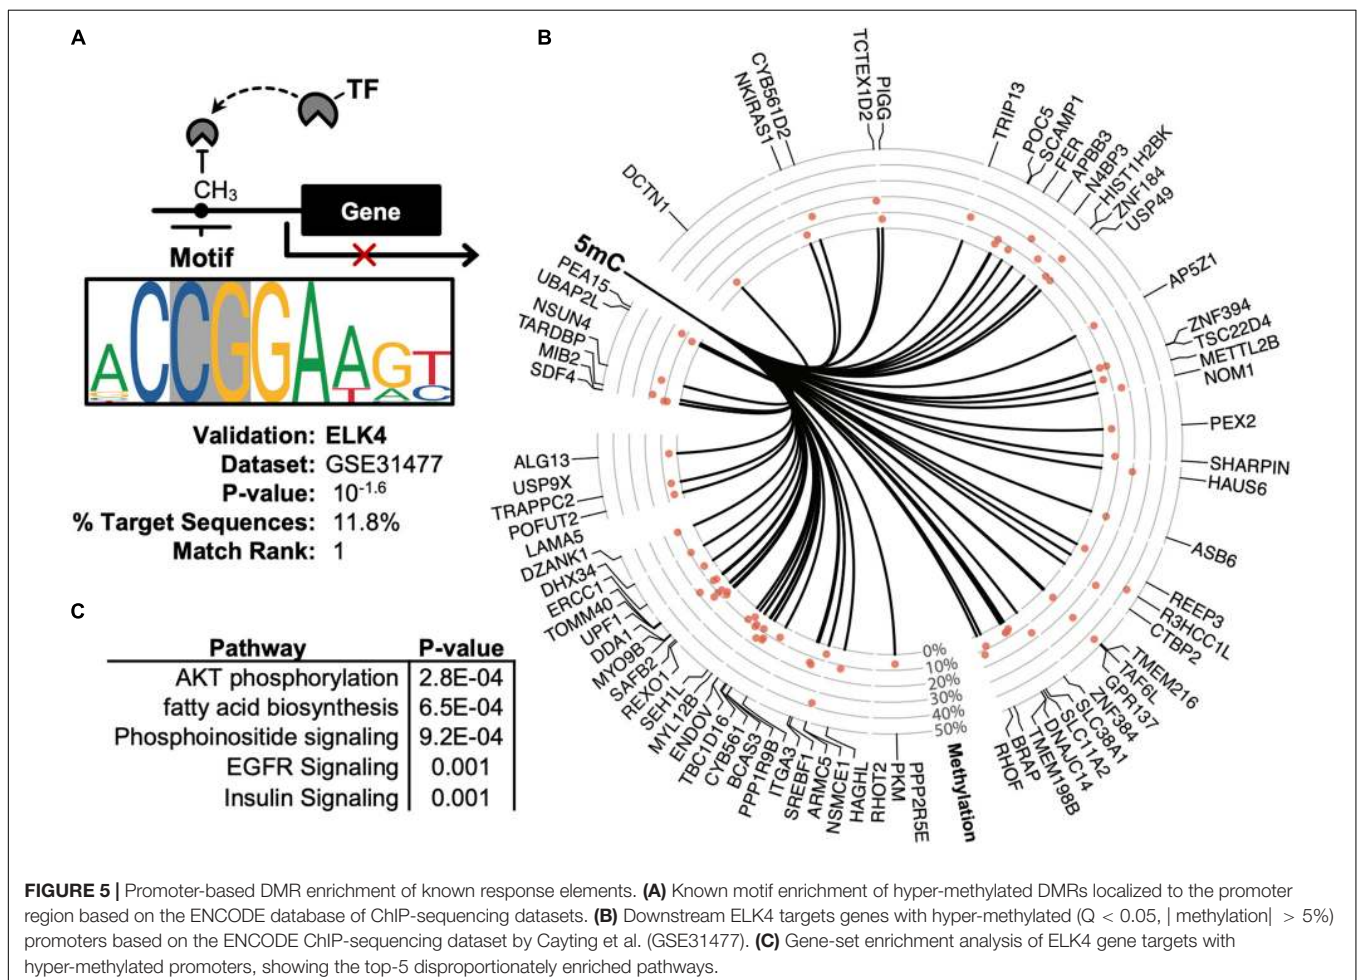 A
TF
CH3
Gene
Motif
ACCGGAAGT
Validation: ELK4
Dataset: GSE31477
P-value: 10-1.6
% Target Sequences: 11.8%
Match Rank: 1
C
Pathway P-value
AKT phosphorylation 2.8E-04
fatty acid biosynthesis 6.5E-04
Phosphoinositide signaling 9.2E-04
EGFR Signaling 0.001
Insulin Signaling 0.001
B
5mC
DCTN1
NKIRAS1
CYB561D2
TCTEX1D2
PIGG
TRIP13
POC5
SCAMP1
FER
APBB3
N4BP3
HIST1H2BK
ZNF184
USP49
AP5Z1
ZNF394
TSC22D4
METTL2B
NOM1
PEX2
SHARPIN
HAUS6
ASB6
REEP3
R3HCC1L
CTBP2
TMEM216
TAF6L
GPR137
ZNF384
SLC38A1
SLC11A2
DNAJC14
TMEM198B
BRAP
RHOF
0%
10%
20%
30%
40%
50%
Methylation
PPP2R5E
PKM
RHOT2
HAGHL
NSMCE1
ARMC5
SREBF1
ITGA3
PPP1R9B
BCAS3
CYB561
TBC1D16
ENDOV
MYL12B
SEH1L
REXO1
SAFB2
MYO9B
DDA1
UPF1
TOMM40
ERCC1
DHX34
DZANK1
LAMA5
POFUT2
TRAPPC2
USP9X
ALG13
SDF4
MIB2
TARDBP
NSUN4
UBAP2L
PEA15
FIGURE 5 | Promoter-based DMR enrichment of known response elements. (A) Known motif enrichment of hyper-methylated DMRs localized to the promoter
region based on the ENCODE database of ChIP-sequencing datasets. (B) Downstream ELK4 targets genes with hyper-methylated (Q < 0.05, | methylation| > 5%)
promoters based on the ENCODE ChIP-sequencing dataset by Cayting et al. (GSE31477). (C) Gene-set enrichment analysis of ELK4 gene targets with
hyper-methylated promoters, showing the top-5 disproportionately enriched pathways.